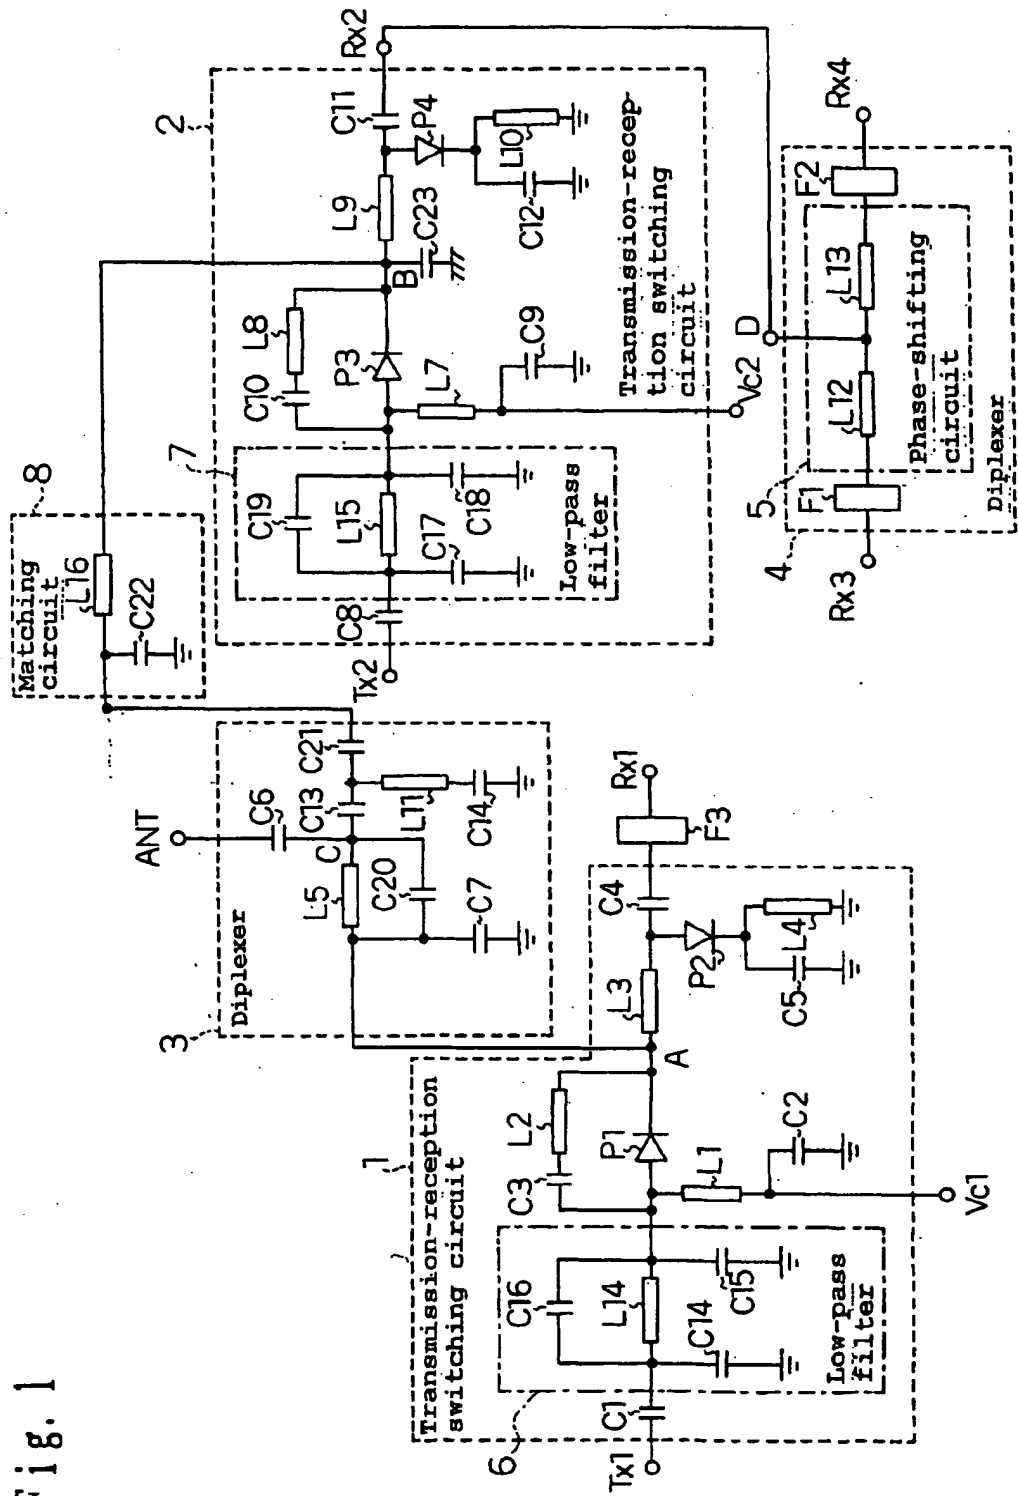 Fig. 1
ANT
3
Diplexer
C6
C
L5
C20
C7
C13
C21
L11
C14
8
Matching
circuit
L16
C22
2
7
C8
Tx2
C19
L15
C17
C18
Low-pass
filter
C10
L8
P3
L7
C9
Vc2
B
C23
L9
C11
P4
L10
C12
Rx2
Transmission-recep-
tion switching
circuit
1
Transmission-reception
switching circuit
6
Tx1
C1
C16
L14
C14
C15
Low-pass
filter
C3
L2
P1
L1
C2
Vc1
A
L3
C4
P2
C5
L4
F3
Rx1
4
5
D
Rx3
F1
L12
L13
F2
Rx4
Phase-shifting
circuit
Diplexer